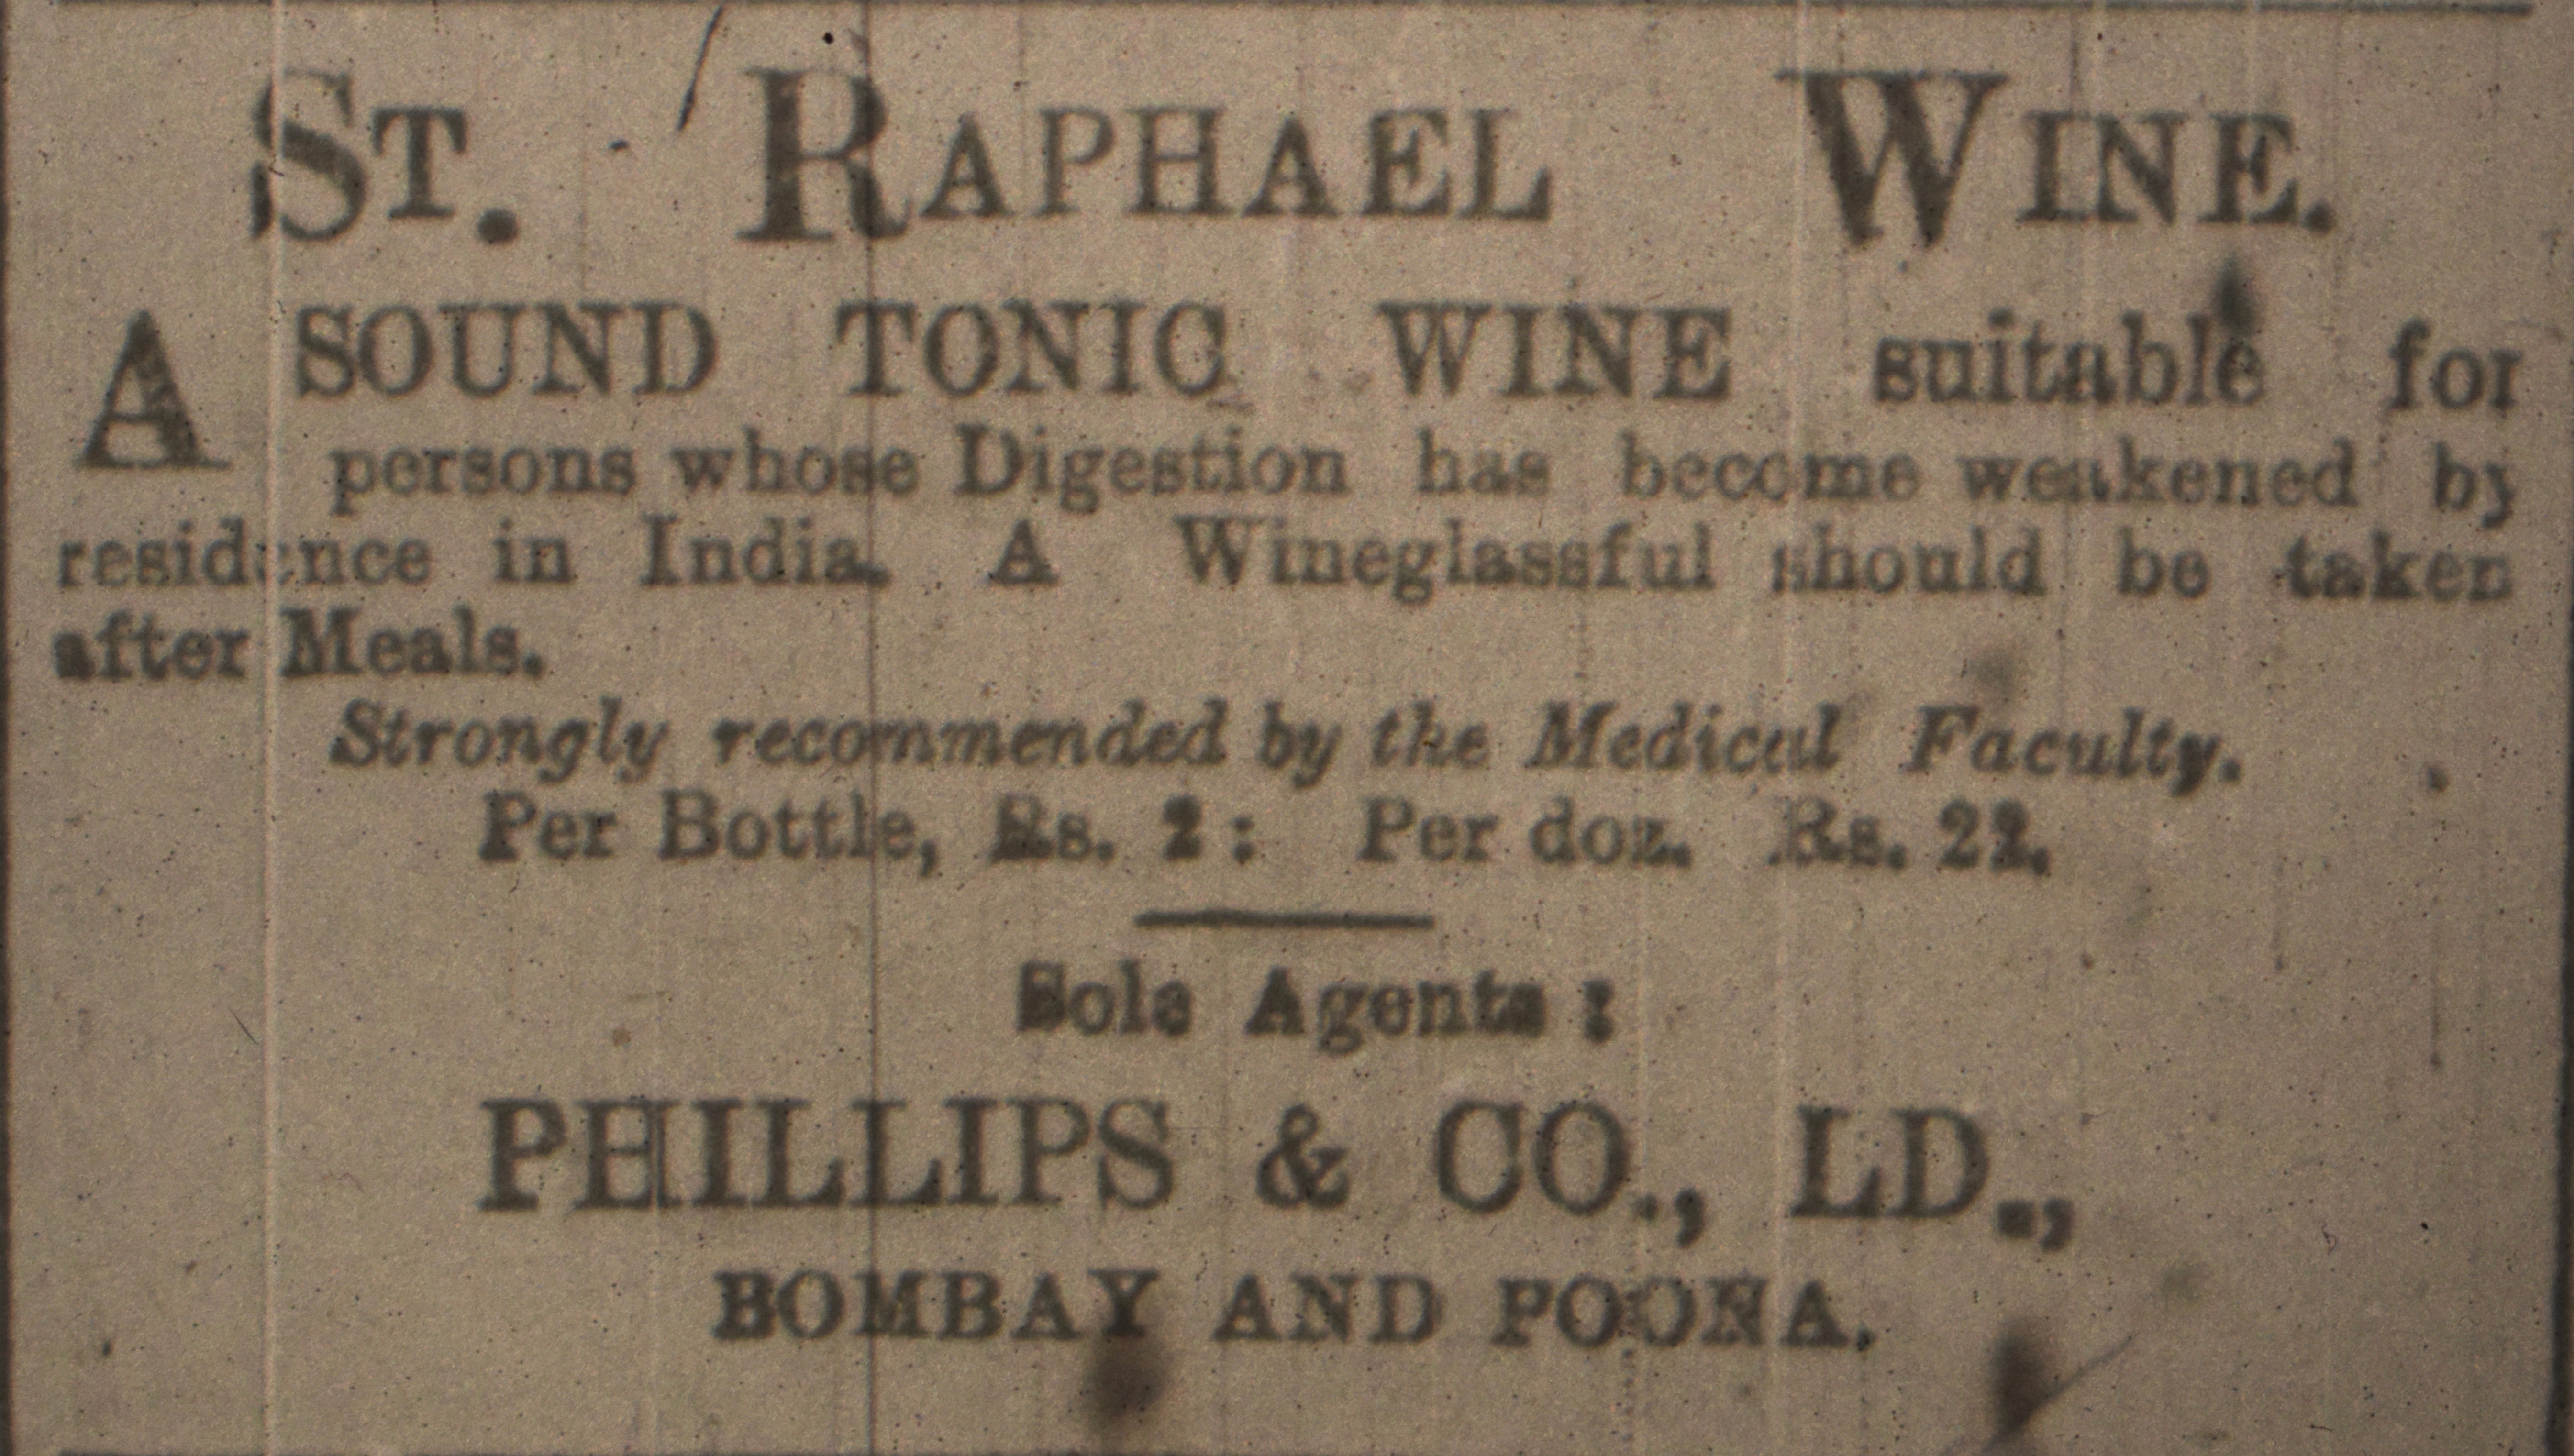 ST. RAPHAEL WINE.
A SOUND TONIC WINE suitable for
persons whose Digestion has become weakened by
residence in India. A Wineglassful should be taken
after Meals.
Strongly recommended by the Medical Faculty.
Per Bottle, Rs. 2: Per doz. Rs. 22.
Sole Agents:
PHILLIPS & CO., LD.,
BOMBAY AND POONA.